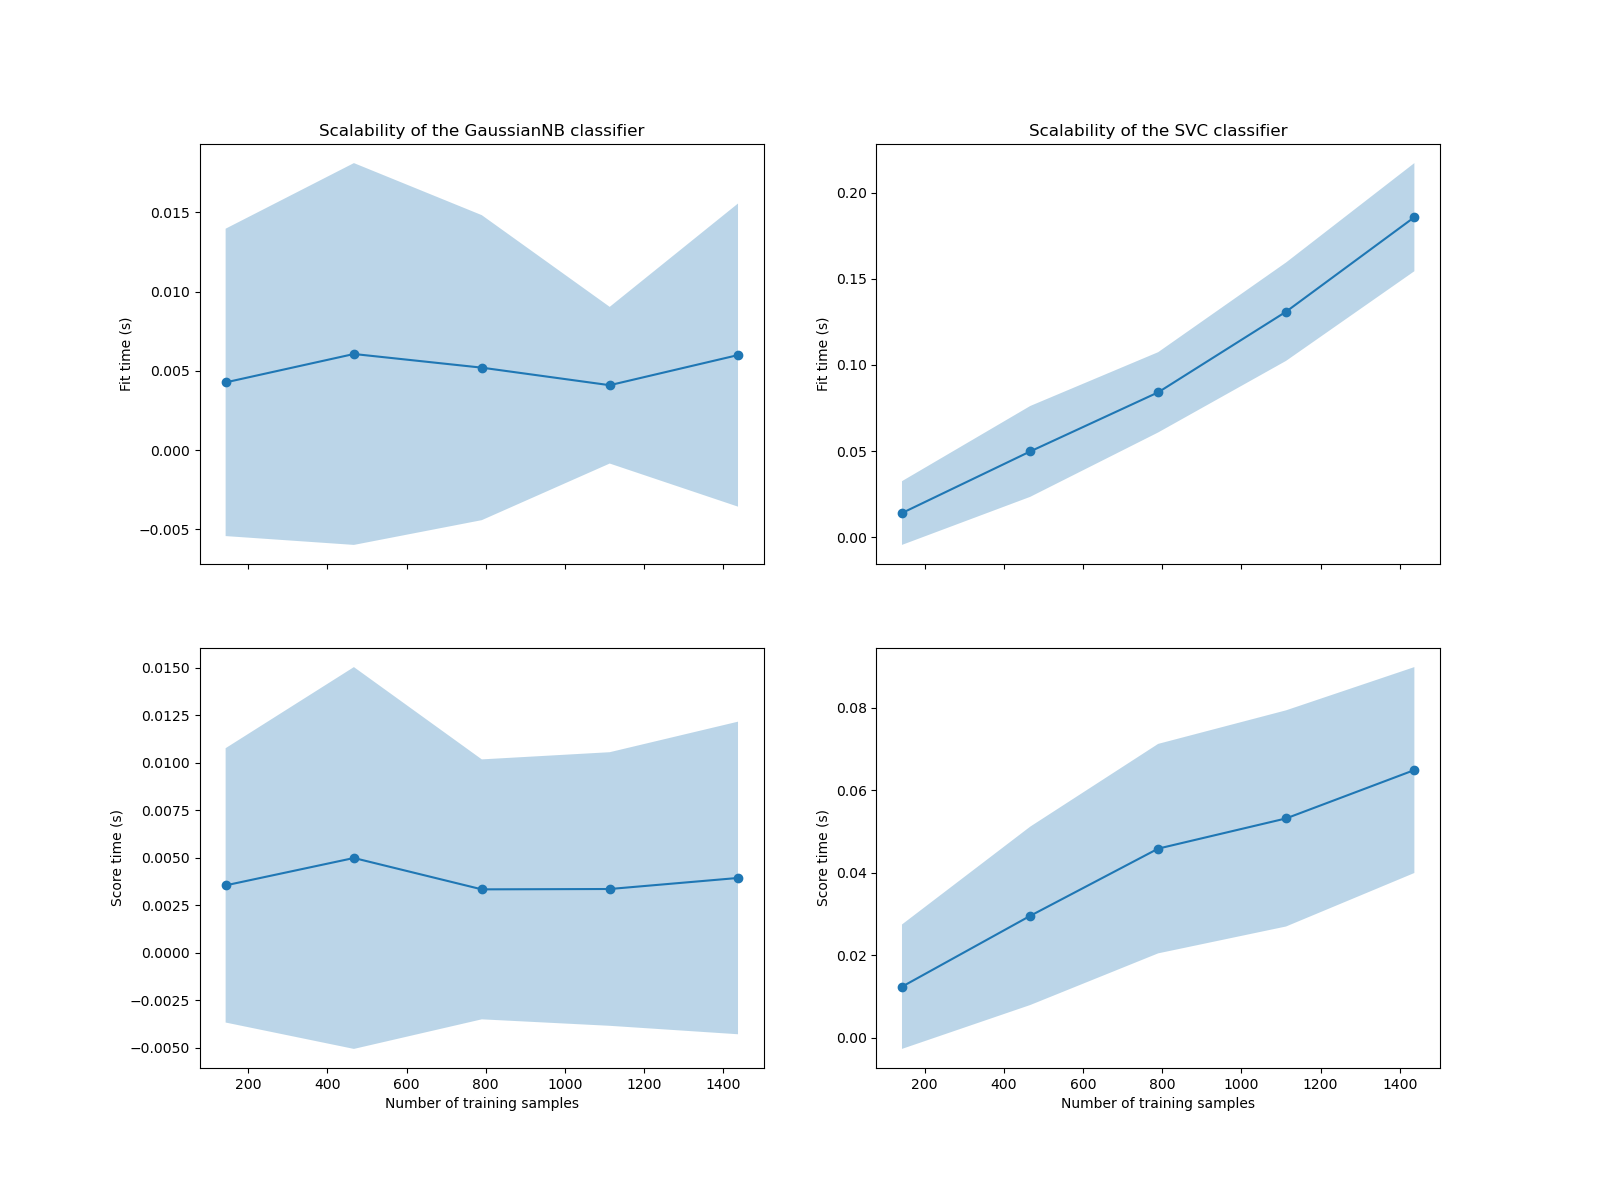 Scalability of the GaussianNB classifier
Fit time (s)
0.015
0.010
0.005
0.000
−0.005
Scalability of the SVC classifier
Fit time (s)
0.20
0.15
0.10
0.05
0.00
Score time (s)
0.0150
0.0125
0.0100
0.0075
0.0050
0.0025
0.0000
−0.0025
−0.0050
200 400 600 800 1000 1200 1400
Number of training samples
Score time (s)
0.08
0.06
0.04
0.02
0.00
200 400 600 800 1000 1200 1400
Number of training samples